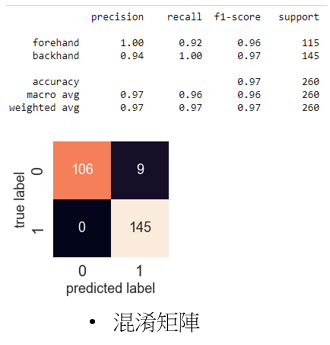 precision recall f1-score support
forehand 1.00 0.92 0.96 115
backhand 0.94 1.00 0.97 145
accuracy 0.97 260
macro avg 0.97 0.96 0.96 260
weighted avg 0.97 0.97 0.97 260
true label
0 106 9
1 0 145
0 1
predicted label
• 混淆矩陣